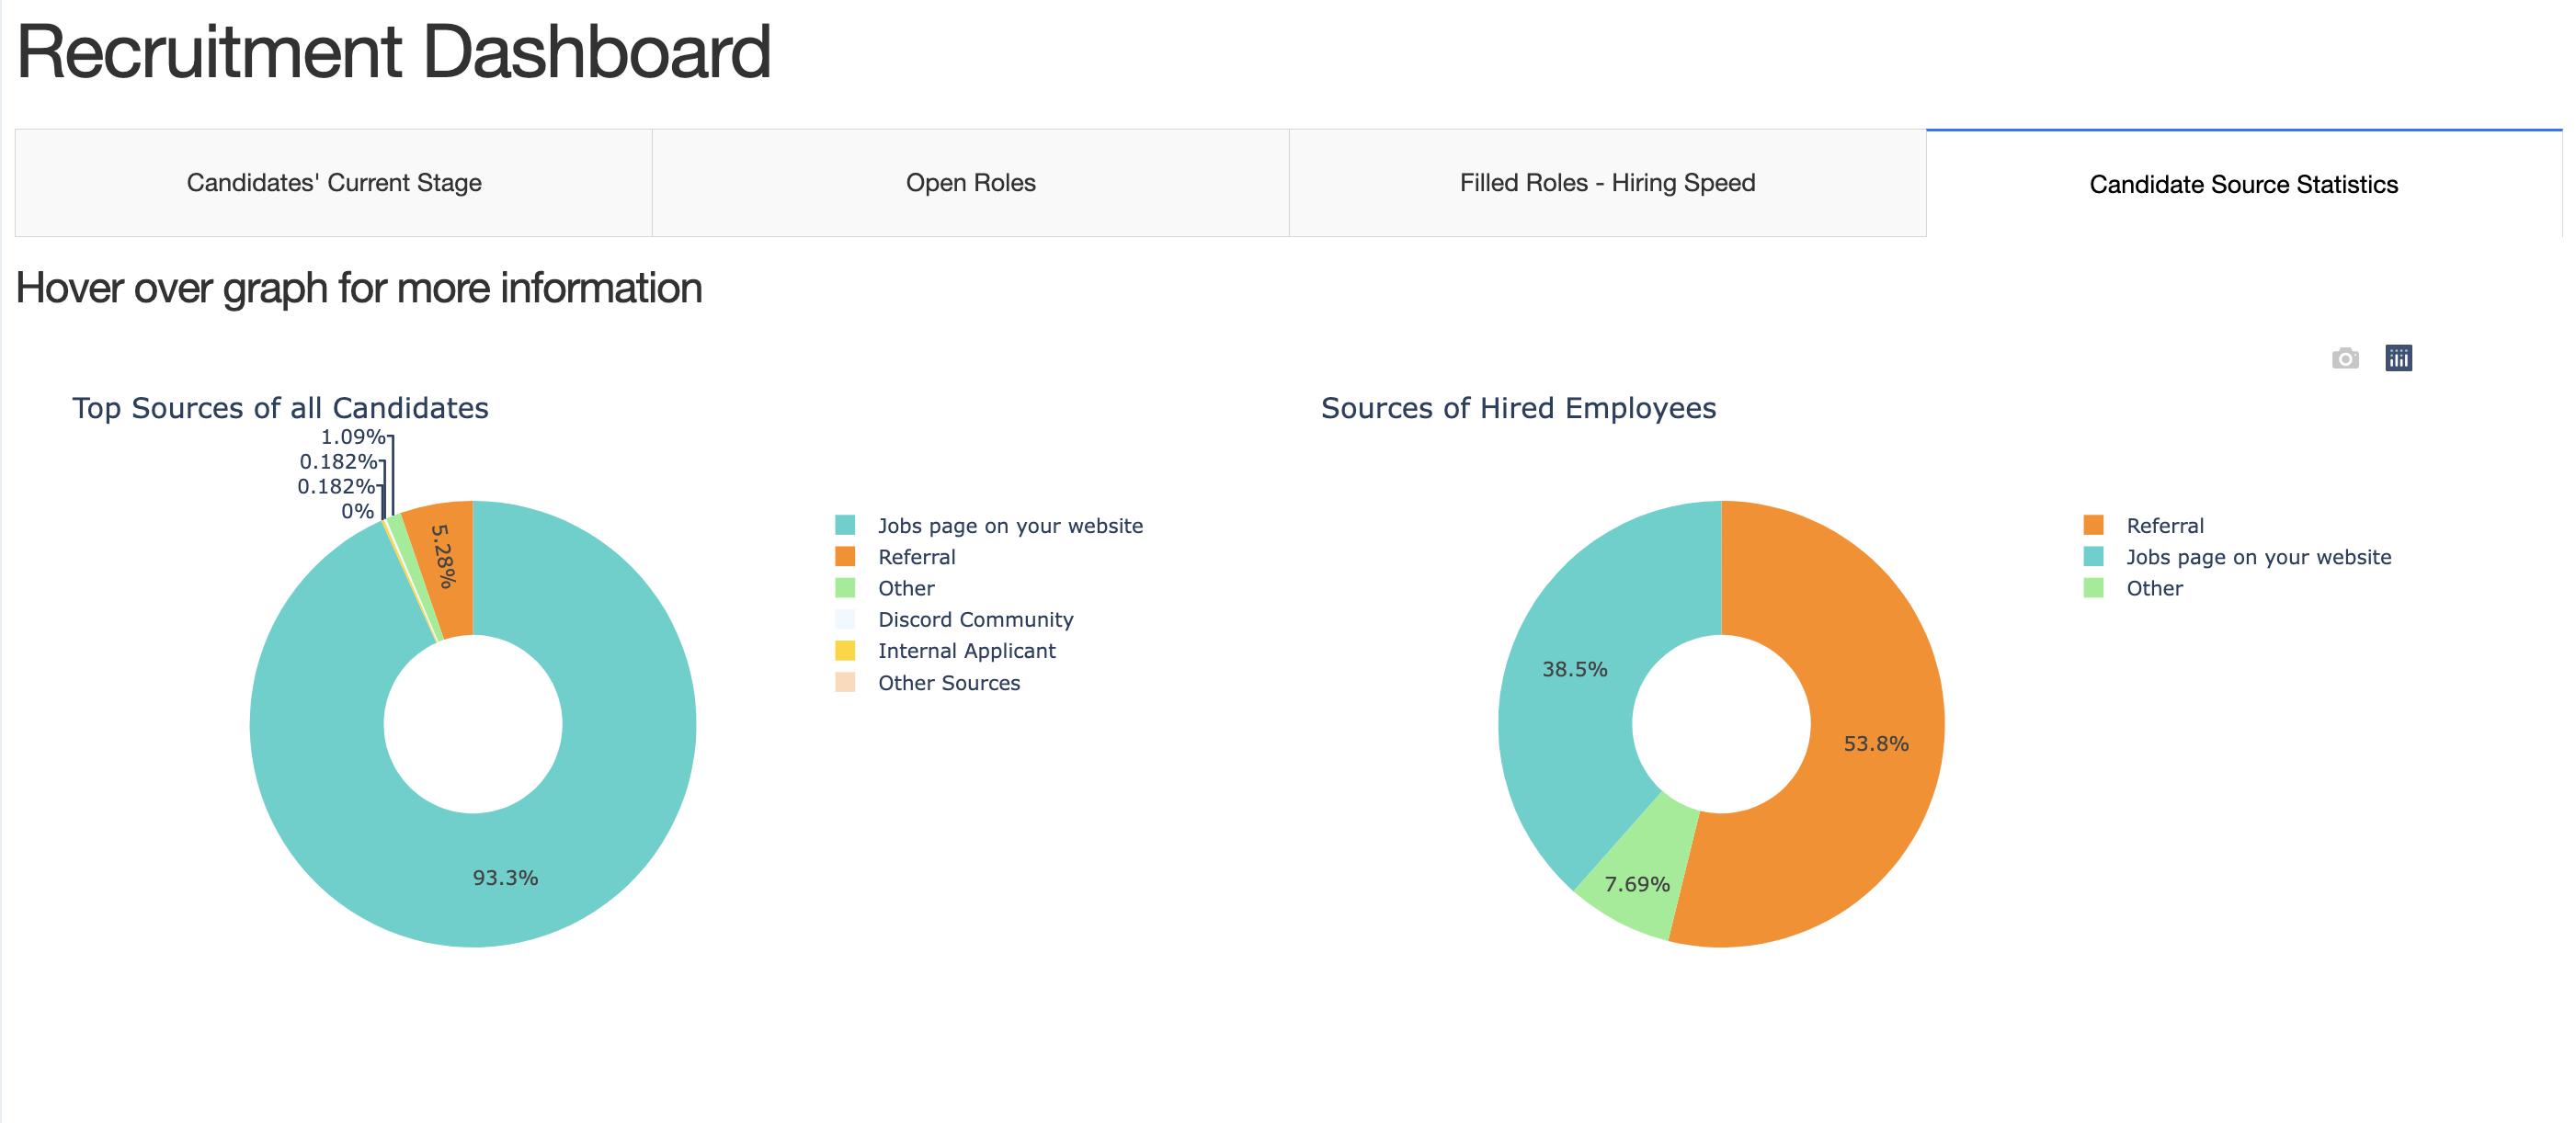 Recruitment Dashboard
Candidates' Current Stage
Open Roles
Filled Roles - Hiring Speed
Candidate Source Statistics
Hover over graph for more information
Top Sources of all Candidates
1.09%
0.182%
0.182%
0%
5.28%
93.3%
Jobs page on your website
Referral
Other
Discord Community
Internal Applicant
Other Sources
Sources of Hired Employees
38.5%
53.8%
7.69%
Referral
Jobs page on your website
Other